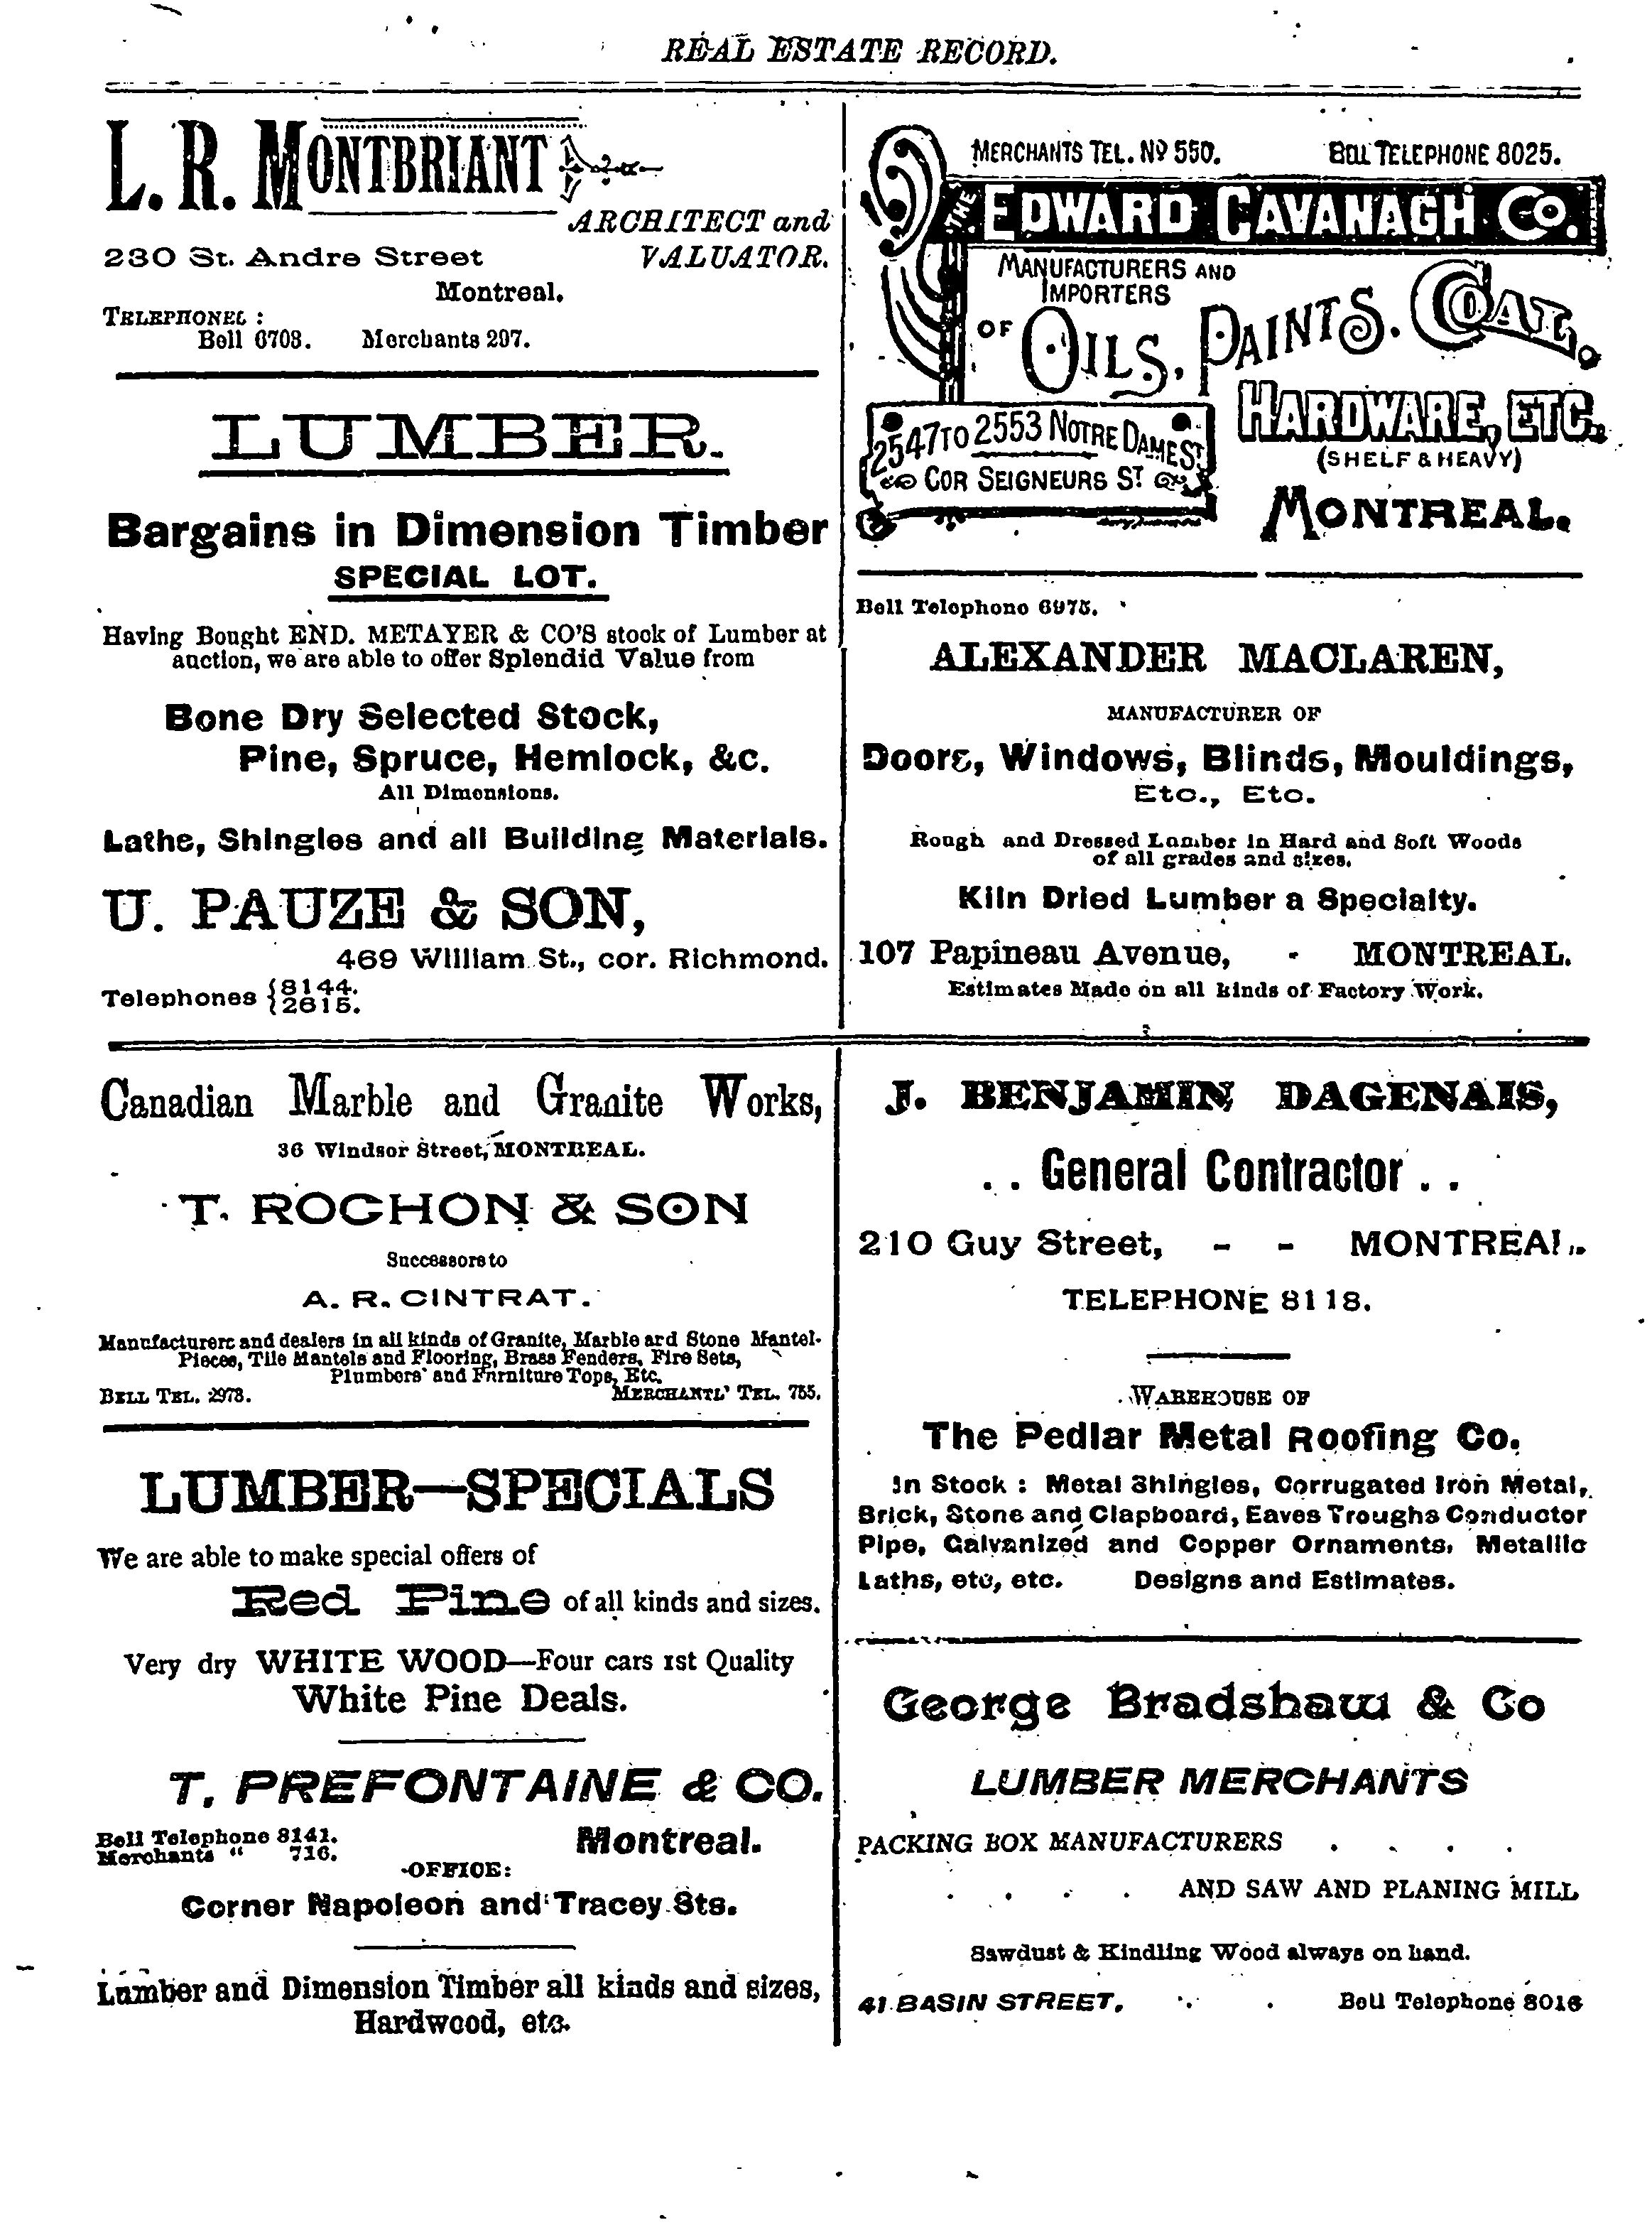 REAL ESTATE RECORD.
L. R. MONTBRIANT
ARCHITECT and
VALUATOR.
230 St. Andre Street
Montreal.
TELEPHONES :
Bell 6703. Merchants 297.
LUMBER.
Bargains in Dimension Timber
SPECIAL LOT.
Having Bought END. METAYER & CO'S stock of Lumber at
auction, we are able to offer Splendid Value from
Bone Dry Selected Stock,
Pine, Spruce, Hemlock, &c.
All Dimensions.
Laths, Shingles and all Building Materials.
U. PAUZE & SON,
469 William St., cor. Richmond.
Telephones { 8144.
2615.
MERCHANTS TEL. No 550. BELL TELEPHONE 8025.
THE EDWARD CAVANAGH Co.
MANUFACTURERS AND
IMPORTERS
OF OILS, PAINTS. COAL,
HARDWARE, ETC.
(SHELF & HEAVY)
2547 TO 2553 NOTRE DAME ST
COR SEIGNEURS ST
MONTREAL.
Bell Telephone 6975.
ALEXANDER MACLAREN,
MANUFACTURER OF
Doors, Windows, Blinds, Mouldings,
Etc., Etc.
Rough and Dressed Lumber in Hard and Soft Woods
of all grades and sizes.
Kiln Dried Lumber a Specialty.
107 Papineau Avenue, - MONTREAL.
Estimates Made on all kinds of Factory Work.
Canadian Marble and Granite Works,
36 Windsor Street, MONTREAL.
T. ROCHON & SON
Successors to
A. R. CINTRAT.
Manufacturers and dealers in all kinds of Granite, Marble and Stone Mantel-
Pieces, Tile Mantels and Flooring, Brass Fenders, Fire Sets,
Plumbers' and Furniture Tops, Etc.
BELL TEL. 2973. MERCHANTS' TEL. 755.
LUMBER—SPECIALS
We are able to make special offers of
Red Pine of all kinds and sizes.
Very dry WHITE WOOD—Four cars 1st Quality
White Pine Deals.
T. PREFONTAINE & CO.
Bell Telephone 8141.
Merchants " 716.
Montreal.
OFFICE:
Corner Napoleon and Tracey Sts.
Lumber and Dimension Timber all kinds and sizes,
Hardwood, etc.
J. BENJAMIN DAGENAIS,
. . General Contractor . .
210 Guy Street, - - MONTREAL.
TELEPHONE 8118.
WAREHOUSE OF
The Pedlar Metal Roofing Co.
In Stock : Metal Shingles, Corrugated Iron Metal,
Brick, Stone and Clapboard, Eaves Troughs Conductor
Pipe, Galvanized and Copper Ornaments, Metallic
Laths, etc, etc. Designs and Estimates.
George Bradshaw & Co
LUMBER MERCHANTS
PACKING BOX MANUFACTURERS . . . .
. . . . AND SAW AND PLANING MILL
Sawdust & Kindling Wood always on hand.
41 BASIN STREET. Bell Telephone 8016